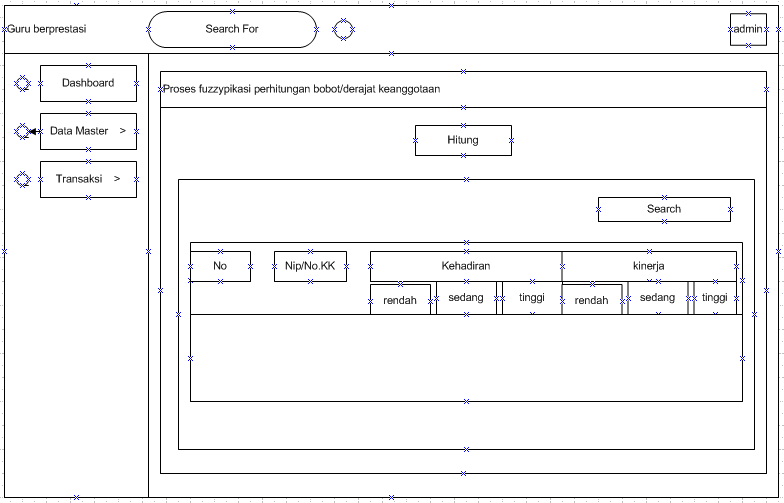 Guru berprestasi
Search For
admin
Dashboard
Data Master >
Transaksi >
Proses fuzzypikasi perhitungan bobot/derajat keanggotaan
Hitung
Search
No Nip/No.KK Kehadiran kinerja
rendah sedang tinggi rendah sedang tinggi